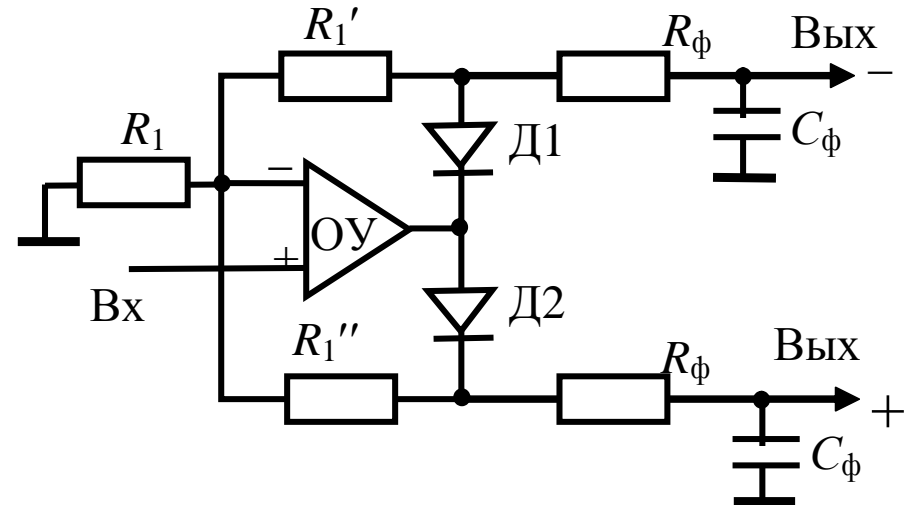 R₁′ Rф Вых −
R₁ Д1 Cф
−
ОУ
+
Вх Д2
R₁″ Rф Вых
+
Cф